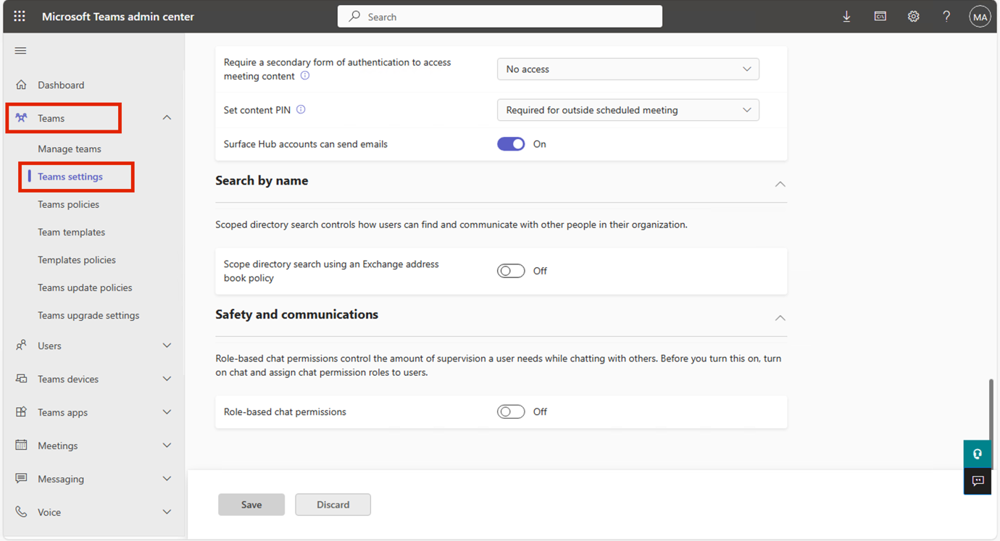 Microsoft Teams admin center
Search
MA
Dashboard
Teams
Manage teams
Teams settings
Teams policies
Team templates
Templates policies
Teams update policies
Teams upgrade settings
Users
Teams devices
Teams apps
Meetings
Messaging
Voice
Require a secondary form of authentication to access
meeting content
No access
Set content PIN
Required for outside scheduled meeting
Surface Hub accounts can send emails
On
Search by name
Scoped directory search controls how users can find and communicate with other people in their organization.
Scope directory search using an Exchange address
book policy
Off
Safety and communications
Role-based chat permissions control the amount of supervision a user needs while chatting with others. Before you turn this on, turn
on chat and assign chat permission roles to users.
Role-based chat permissions
Off
Save
Discard